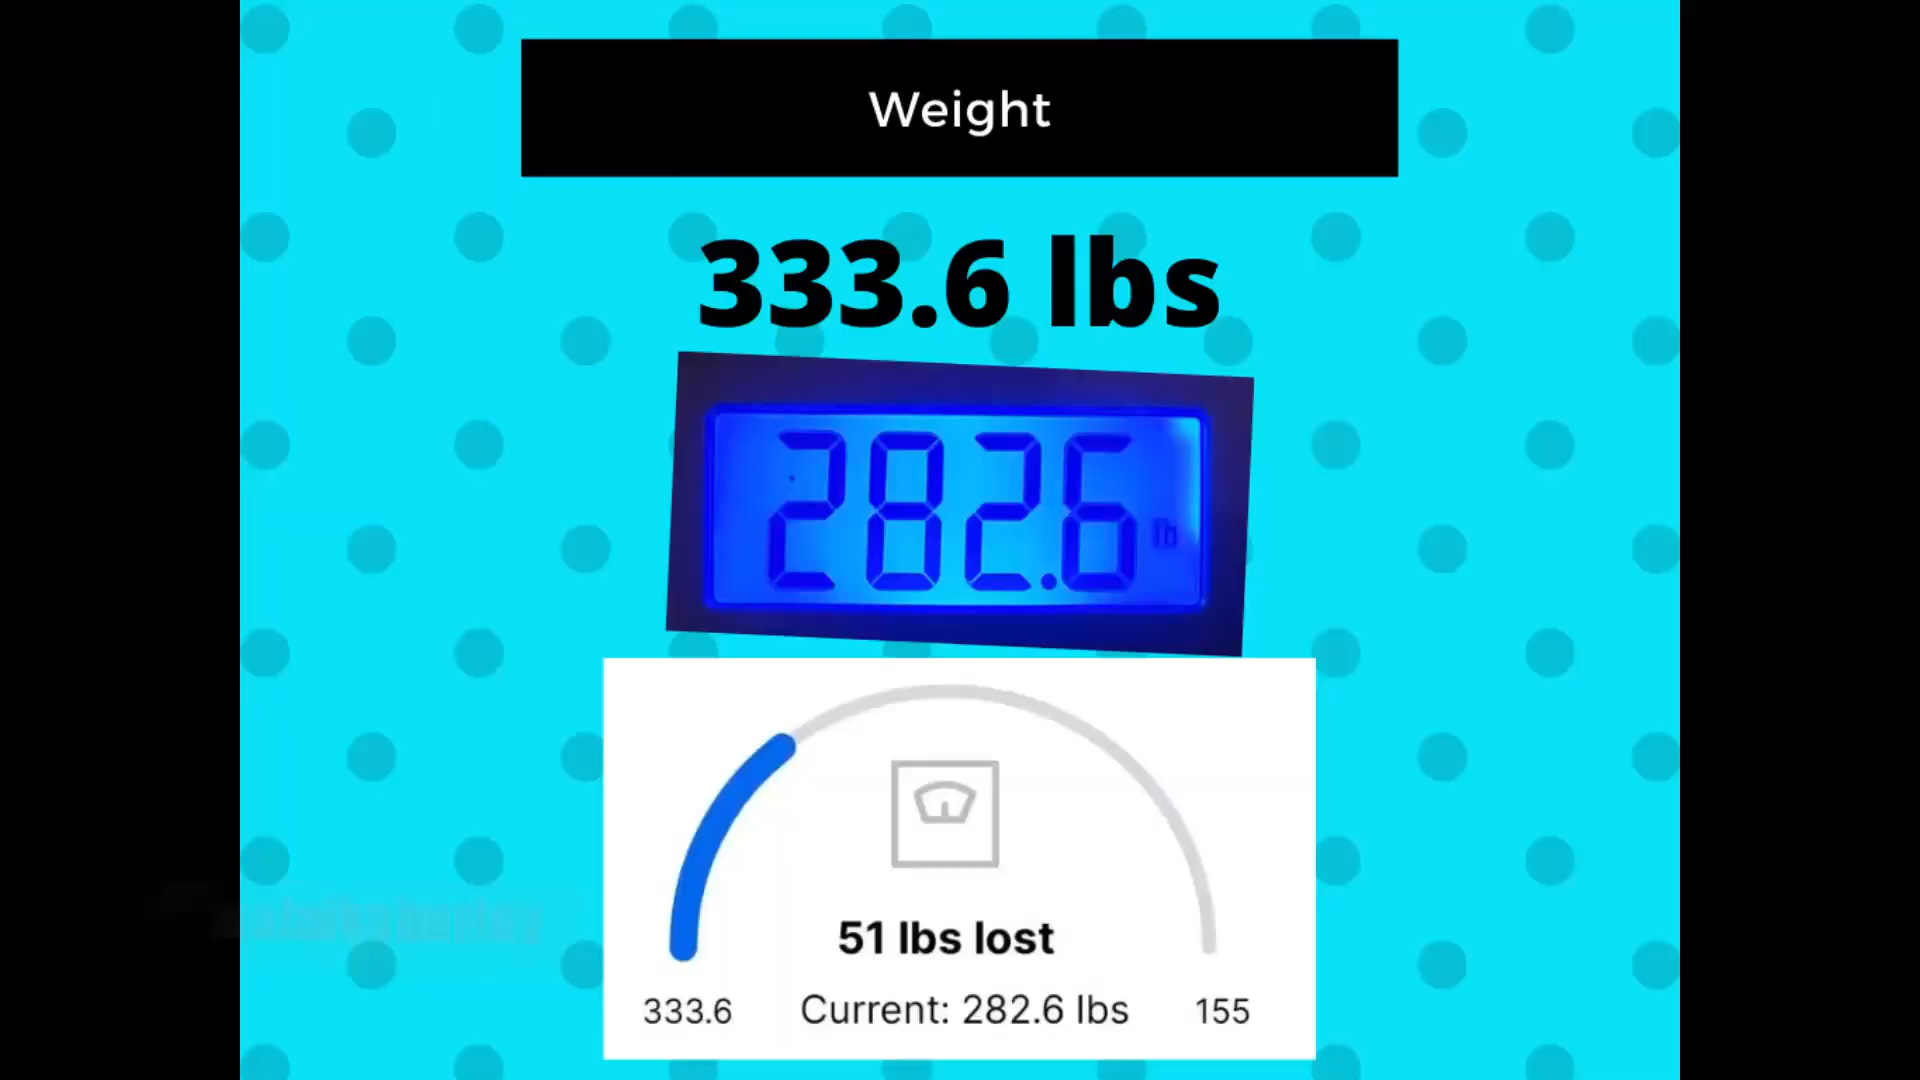 Weight
333.6 lbs
282.6 lb
51 lbs lost
333.6 Current: 282.6 lbs 155